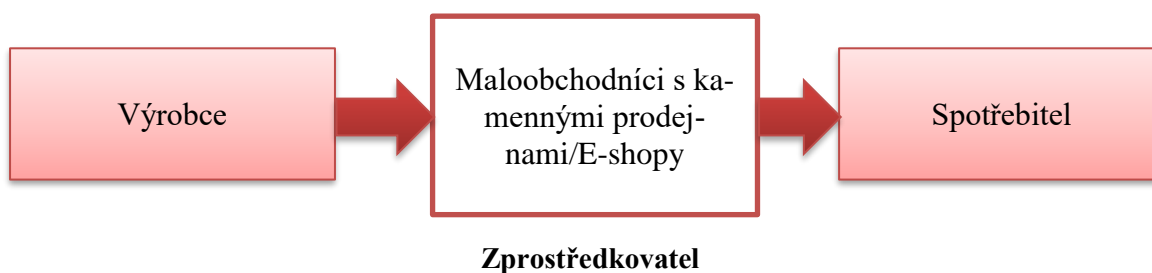 Výrobce
Maloobchodníci s ka-
mennými prodej-
nami/E-shopy
Spotřebitel
Zprostředkovatel